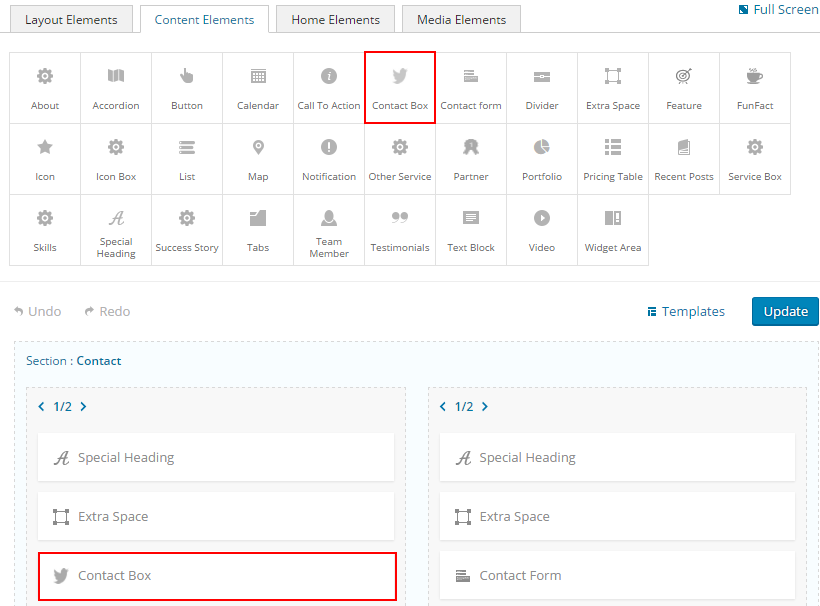 Layout Elements Content Elements Home Elements Media Elements Full Screen
About Accordion Button Calendar Call To Action Contact Box Contact form Divider Extra Space Feature FunFact
Icon Icon Box List Map Notification Other Service Partner Portfolio Pricing Table Recent Posts Service Box
Skills Special Heading Success Story Tabs Team Member Testimonials Text Block Video Widget Area
Undo Redo Templates Update
Section : Contact
1/2 1/2
Special Heading Special Heading
Extra Space Extra Space
Contact Box Contact Form